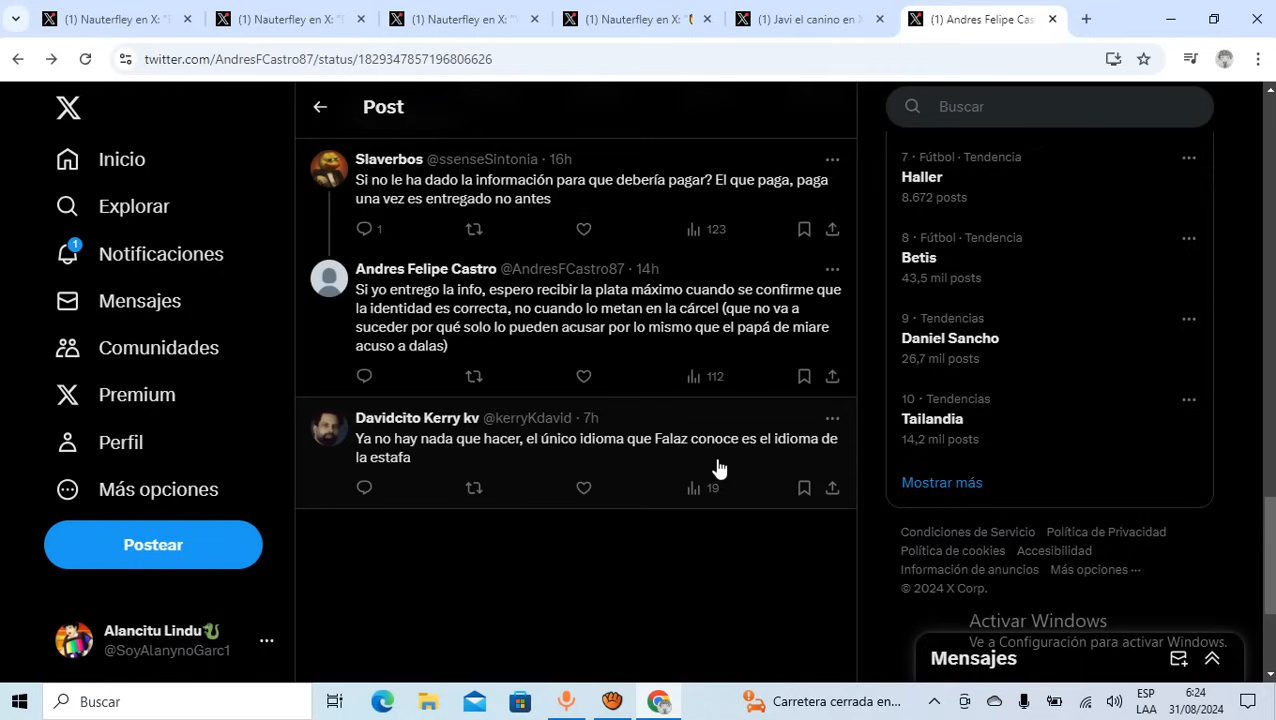 (1) Nauterfley en X: "E
(1) Nauterfley en X: "E
(1) Nauterfley en X: "
(1) Nauterfley en X: "
(1) Javi el canino en X
(1) Andres Felipe Cas
twitter.com/AndresFCastro87/status/1829347857196806626
Inicio
Explorar
1
Notificaciones
Mensajes
Comunidades
Premium
Perfil
Más opciones
Postear
Alancitu Lindu
@SoyAlanynoGarc1
Post
Slaverbos @ssenseSintonia · 16h
Si no le ha dado la información para que debería pagar? El que paga, paga
una vez es entregado no antes
1 123
Andres Felipe Castro @AndresFCastro87 · 14h
Si yo entrego la info, espero recibir la plata máximo cuando se confirme que
la identidad es correcta, no cuando lo metan en la cárcel (que no va a
suceder por qué solo lo pueden acusar por lo mismo que el papá de miare
acuso a dalas)
112
Davidcito Kerry kv @kerryKdavid · 7h
Ya no hay nada que hacer, el único idioma que Falaz conoce es el idioma de
la estafa
19
Buscar
7 · Fútbol · Tendencia
Haller
8.672 posts
8 · Fútbol · Tendencia
Betis
43,5 mil posts
9 · Tendencias
Daniel Sancho
26,7 mil posts
10 · Tendencias
Tailandia
14,2 mil posts
Mostrar más
Condiciones de Servicio Política de Privacidad
Política de cookies Accesibilidad
Información de anuncios Más opciones ···
© 2024 X Corp.
Activar Windows
Ve a Configuración para activar Windows.
Mensajes
Buscar
Carretera cerrada en...
ESP
LAA
6:24
31/08/2024